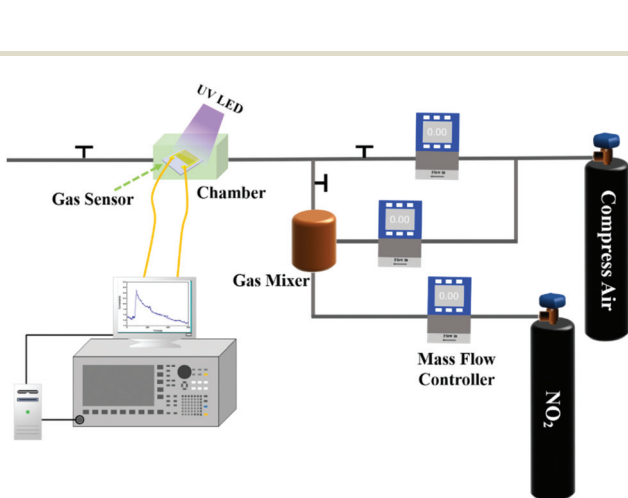 UV LED
0.00
Gas Sensor
Chamber
0.00
Gas Mixer
0.00
Mass Flow
Controller
Compress Air
NO₂